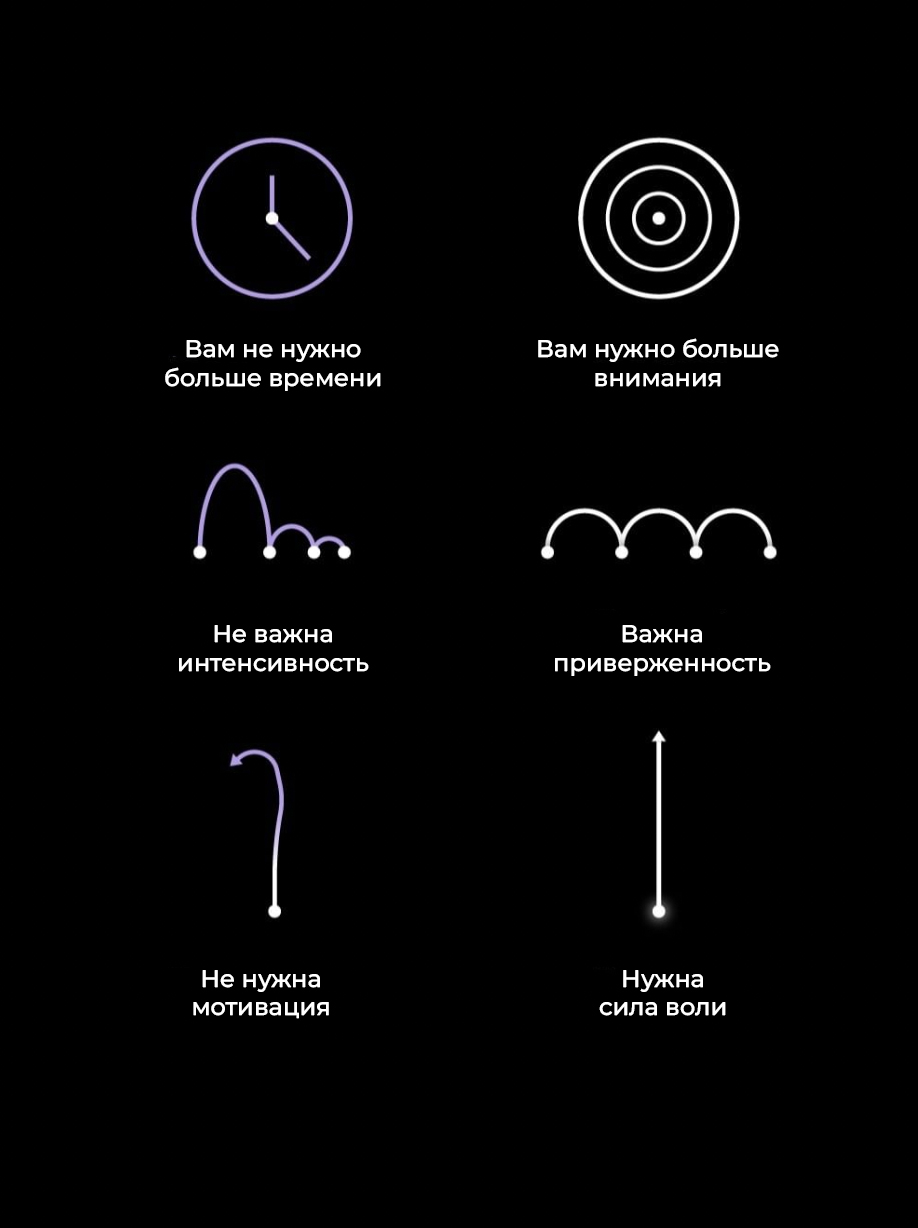 Вам не нужно
больше времени
Вам нужно больше
внимания
Не важна
интенсивность
Важна
приверженность
Не нужна
мотивация
Нужна
сила воли